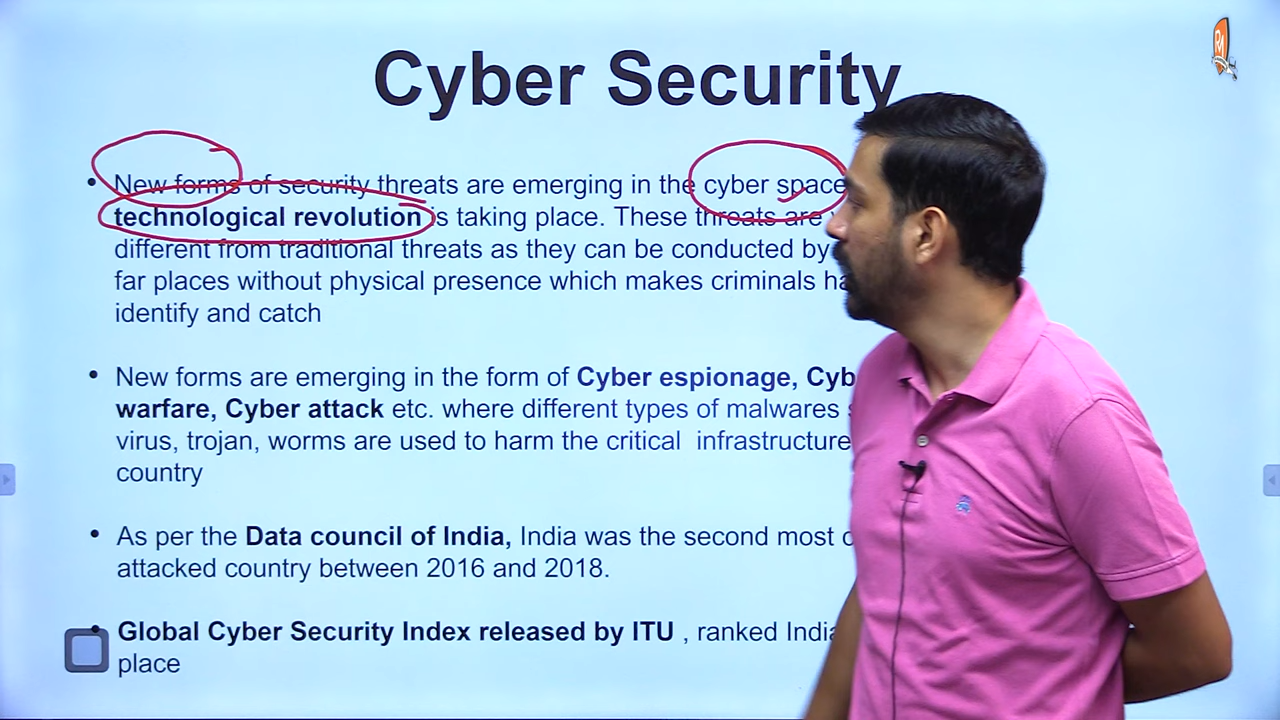 Cyber Security
• New forms of security threats are emerging in the cyber space
technological revolution is taking place. These threats are
different from traditional threats as they can be conducted by
far places without physical presence which makes criminals
identify and catch
• New forms are emerging in the form of Cyber espionage,
warfare, Cyber attack etc. where different types of malwares
virus, trojan, worms are used to harm the critical infrastructure
country
• As per the Data council of India, India was the second most
attacked country between 2016 and 2018.
• Global Cyber Security Index released by ITU , ranked India
place